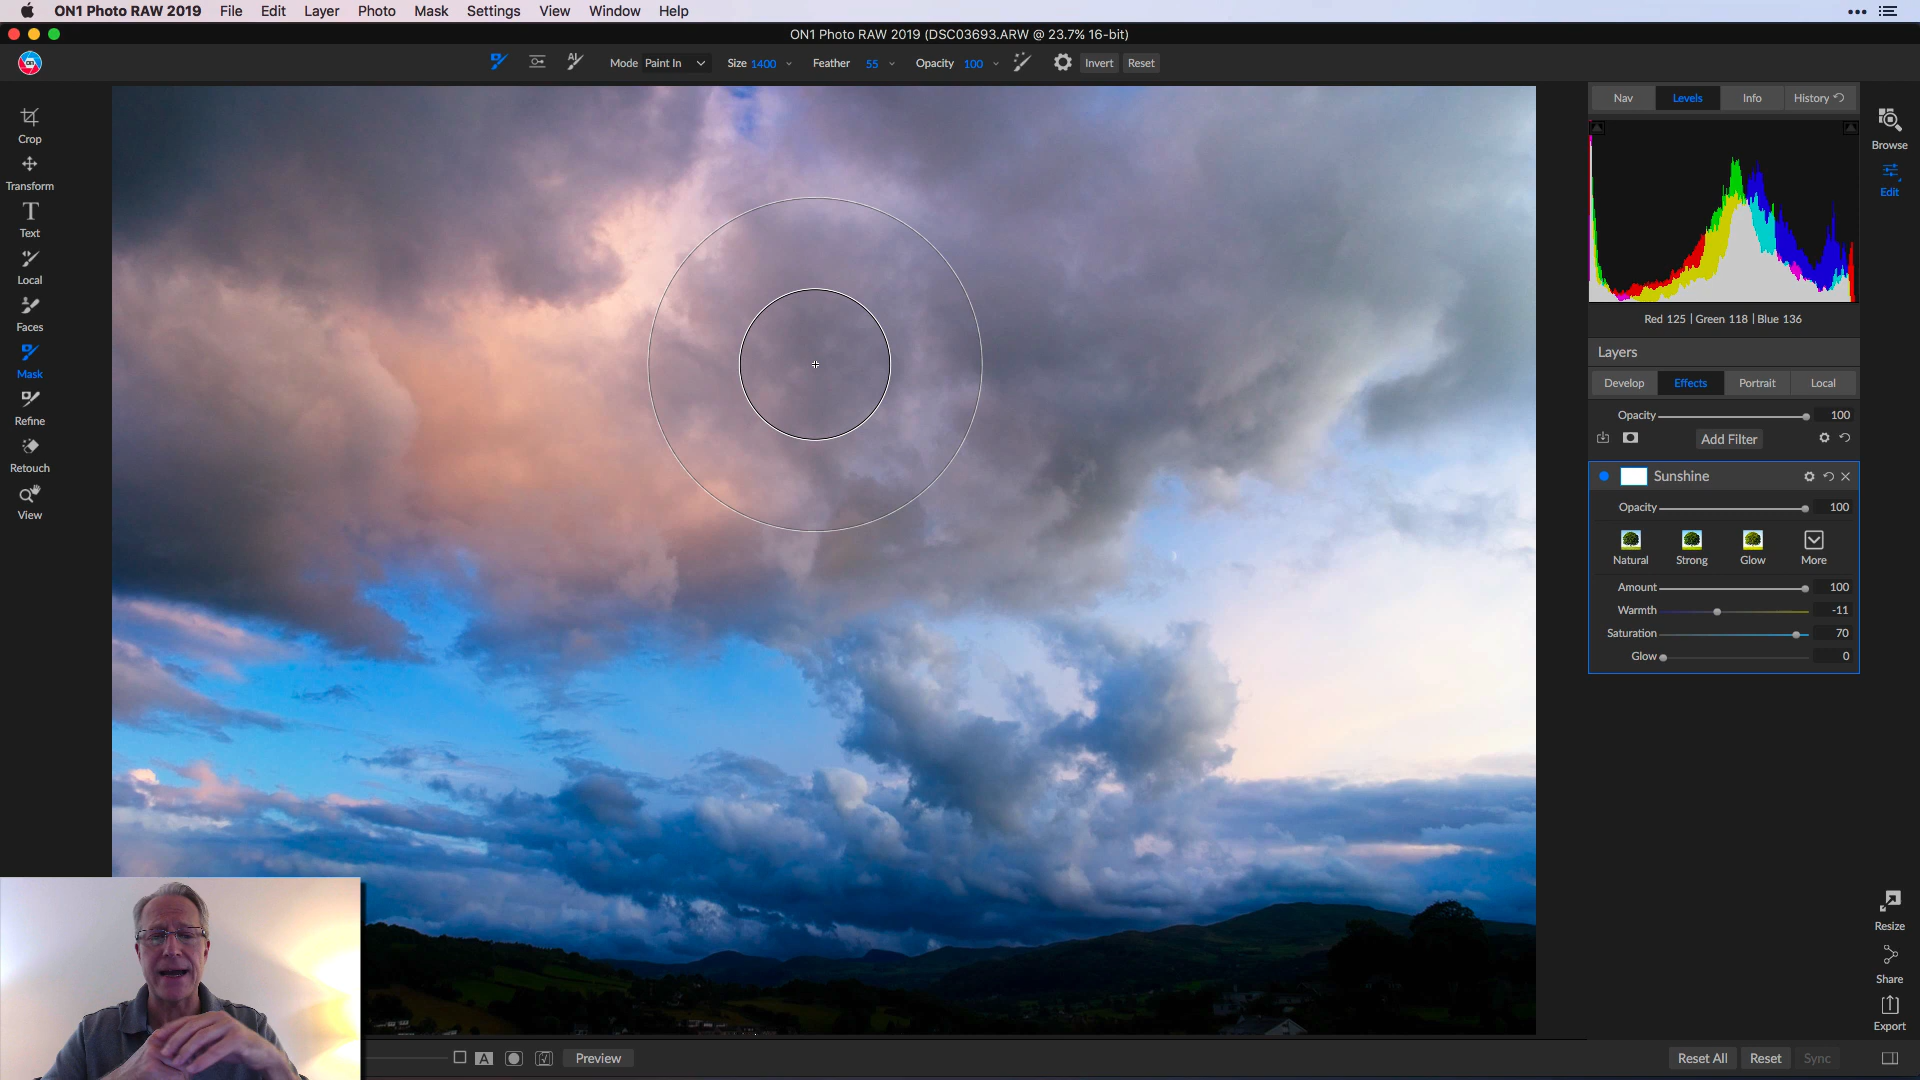 ON1 Photo RAW 2019 File Edit Layer Photo Mask Settings View Window Help
ON1 Photo RAW 2019 (DSC03693.ARW @ 23.7% 16-bit)
Mode Paint In Size 1400 Feather 55 Opacity 100 Invert Reset
Crop
Transform
Text
Local
Faces
Mask
Refine
Retouch
View
Nav Levels Info History
Red 125 | Green 118 | Blue 136
Layers
Develop Effects Portrait Local
Opacity 100
Add Filter
Sunshine
Opacity 100
Natural Strong Glow More
Amount 100
Warmth -11
Saturation 70
Glow 0
Browse
Edit
Resize
Share
Export
A Preview
Reset All Reset Sync